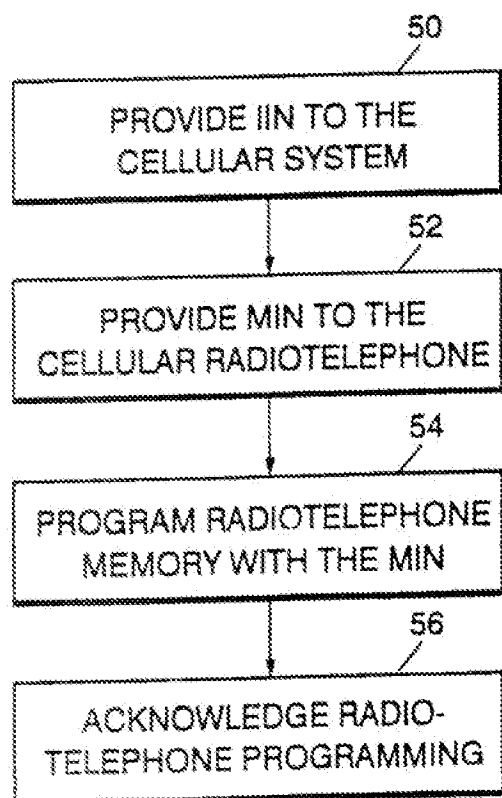 50
PROVIDE IIN TO THE
CELLULAR SYSTEM
52
PROVIDE MIN TO THE
CELLULAR RADIOTELEPHONE
54
PROGRAM RADIOTELEPHONE
MEMORY WITH THE MIN
56
ACKNOWLEDGE RADIO-
TELEPHONE PROGRAMMING